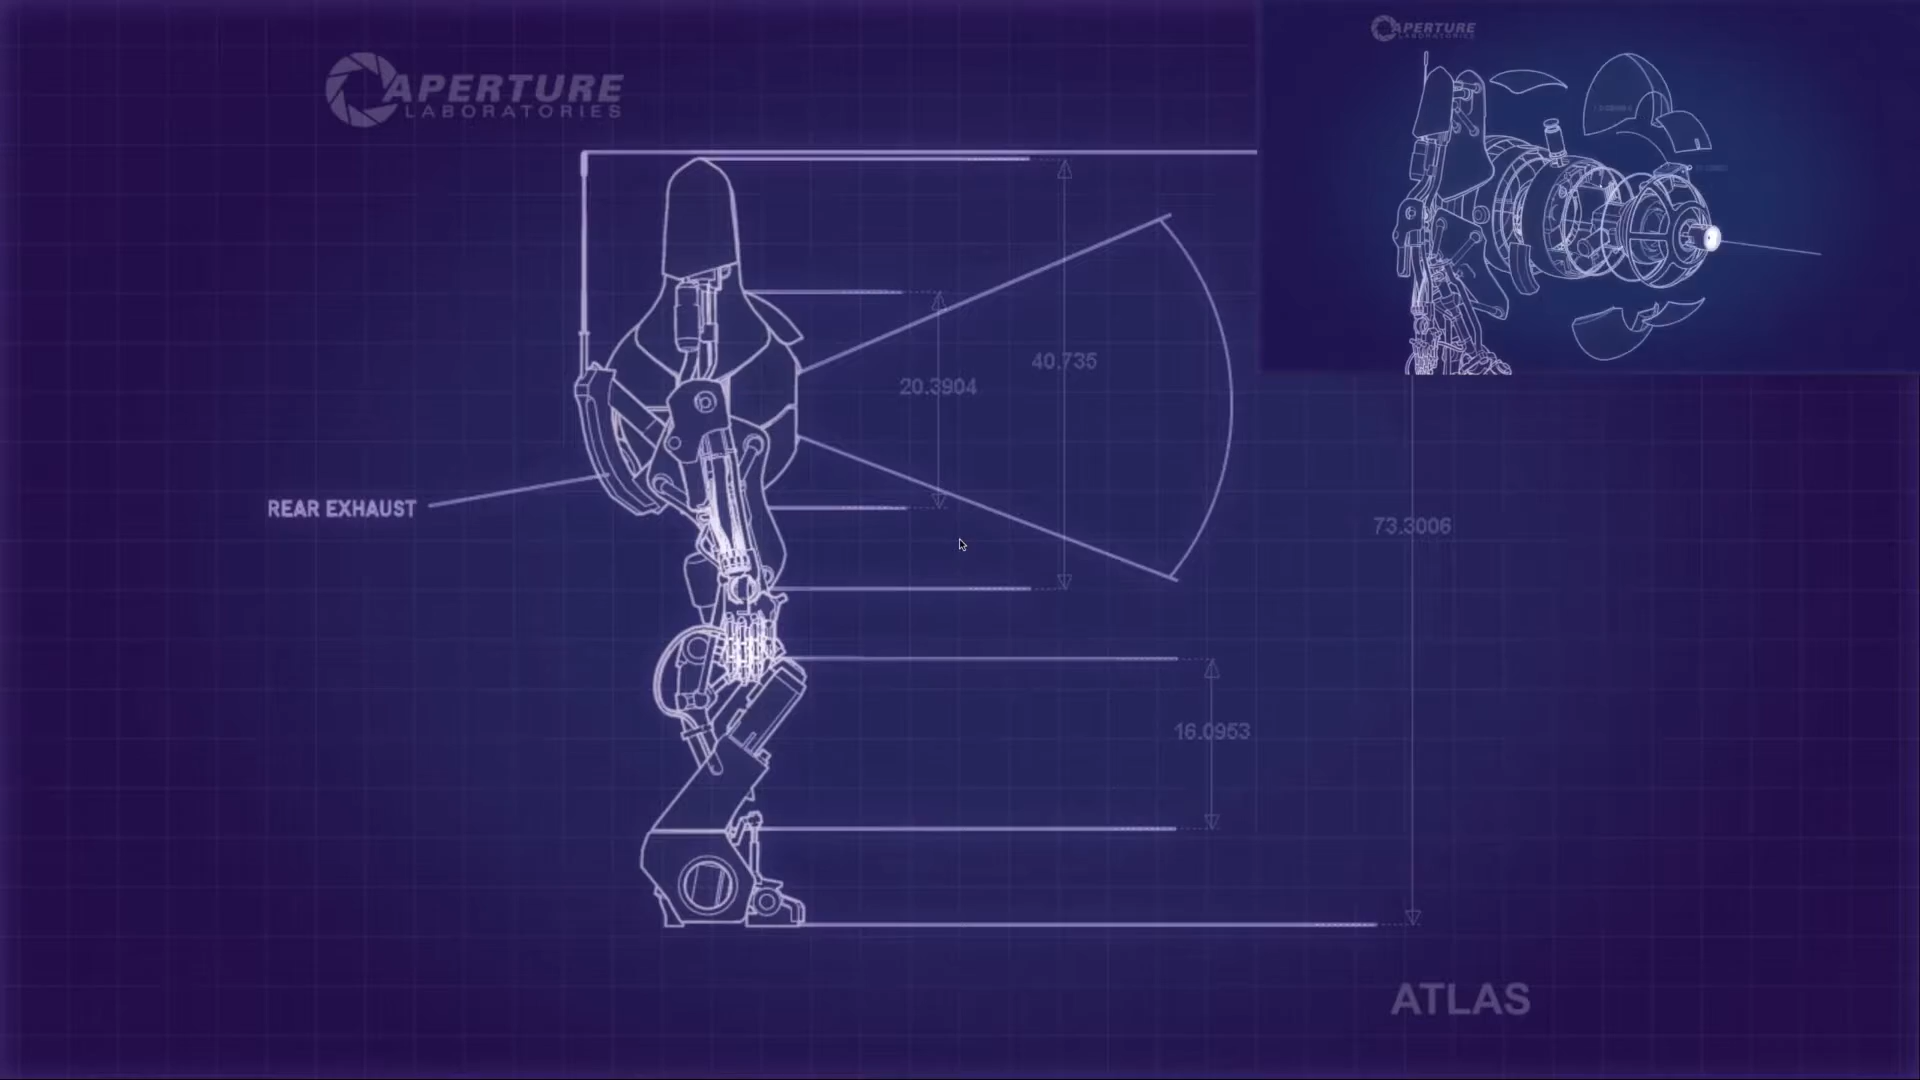 APERTURE
LABORATORIES
APERTURE
LABORATORIES
40.735
20.3904
REAR EXHAUST
73.3006
16.0953
ATLAS